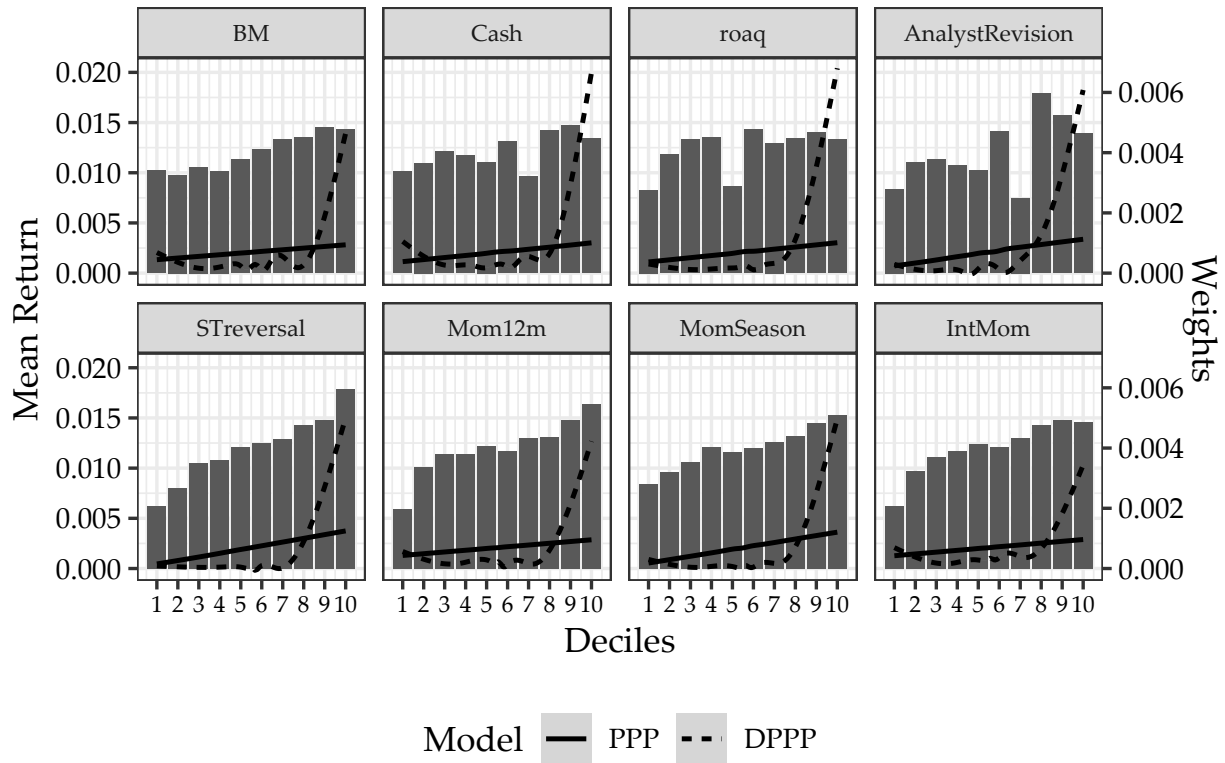 BM Cash roaq AnalystRevision
0.020
0.015
0.010
0.005
0.000
0.006
0.004
0.002
0.000
STreversal Mom12m MomSeason IntMom
0.020
0.015
0.010
0.005
0.000
0.006
0.004
0.002
0.000
Mean Return
Weights
1 2 3 4 5 6 7 8 9 10 1 2 3 4 5 6 7 8 9 10 1 2 3 4 5 6 7 8 9 10 1 2 3 4 5 6 7 8 9 10
Deciles
Model PPP DPPP